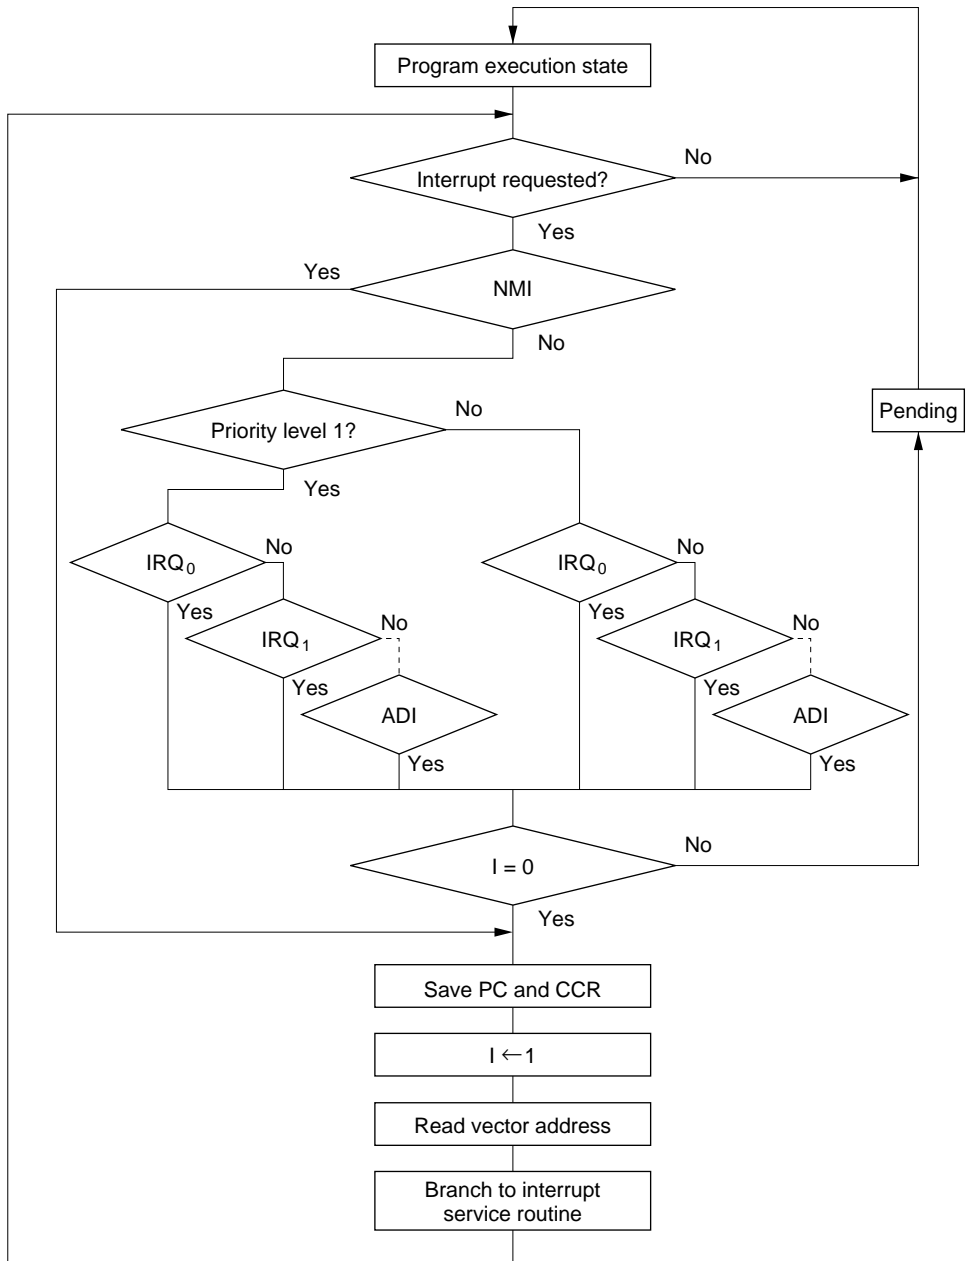 Program execution state
No
Interrupt requested?
Yes
Yes
NMI
No
Pending
No
Priority level 1?
Yes
No
No
IRQ0
IRQ0
Yes
No
Yes
No
IRQ1
IRQ1
Yes
Yes
ADI
ADI
Yes
Yes
No
I = 0
Yes
Save PC and CCR
I ←1
Read vector address
Branch to interrupt
service routine